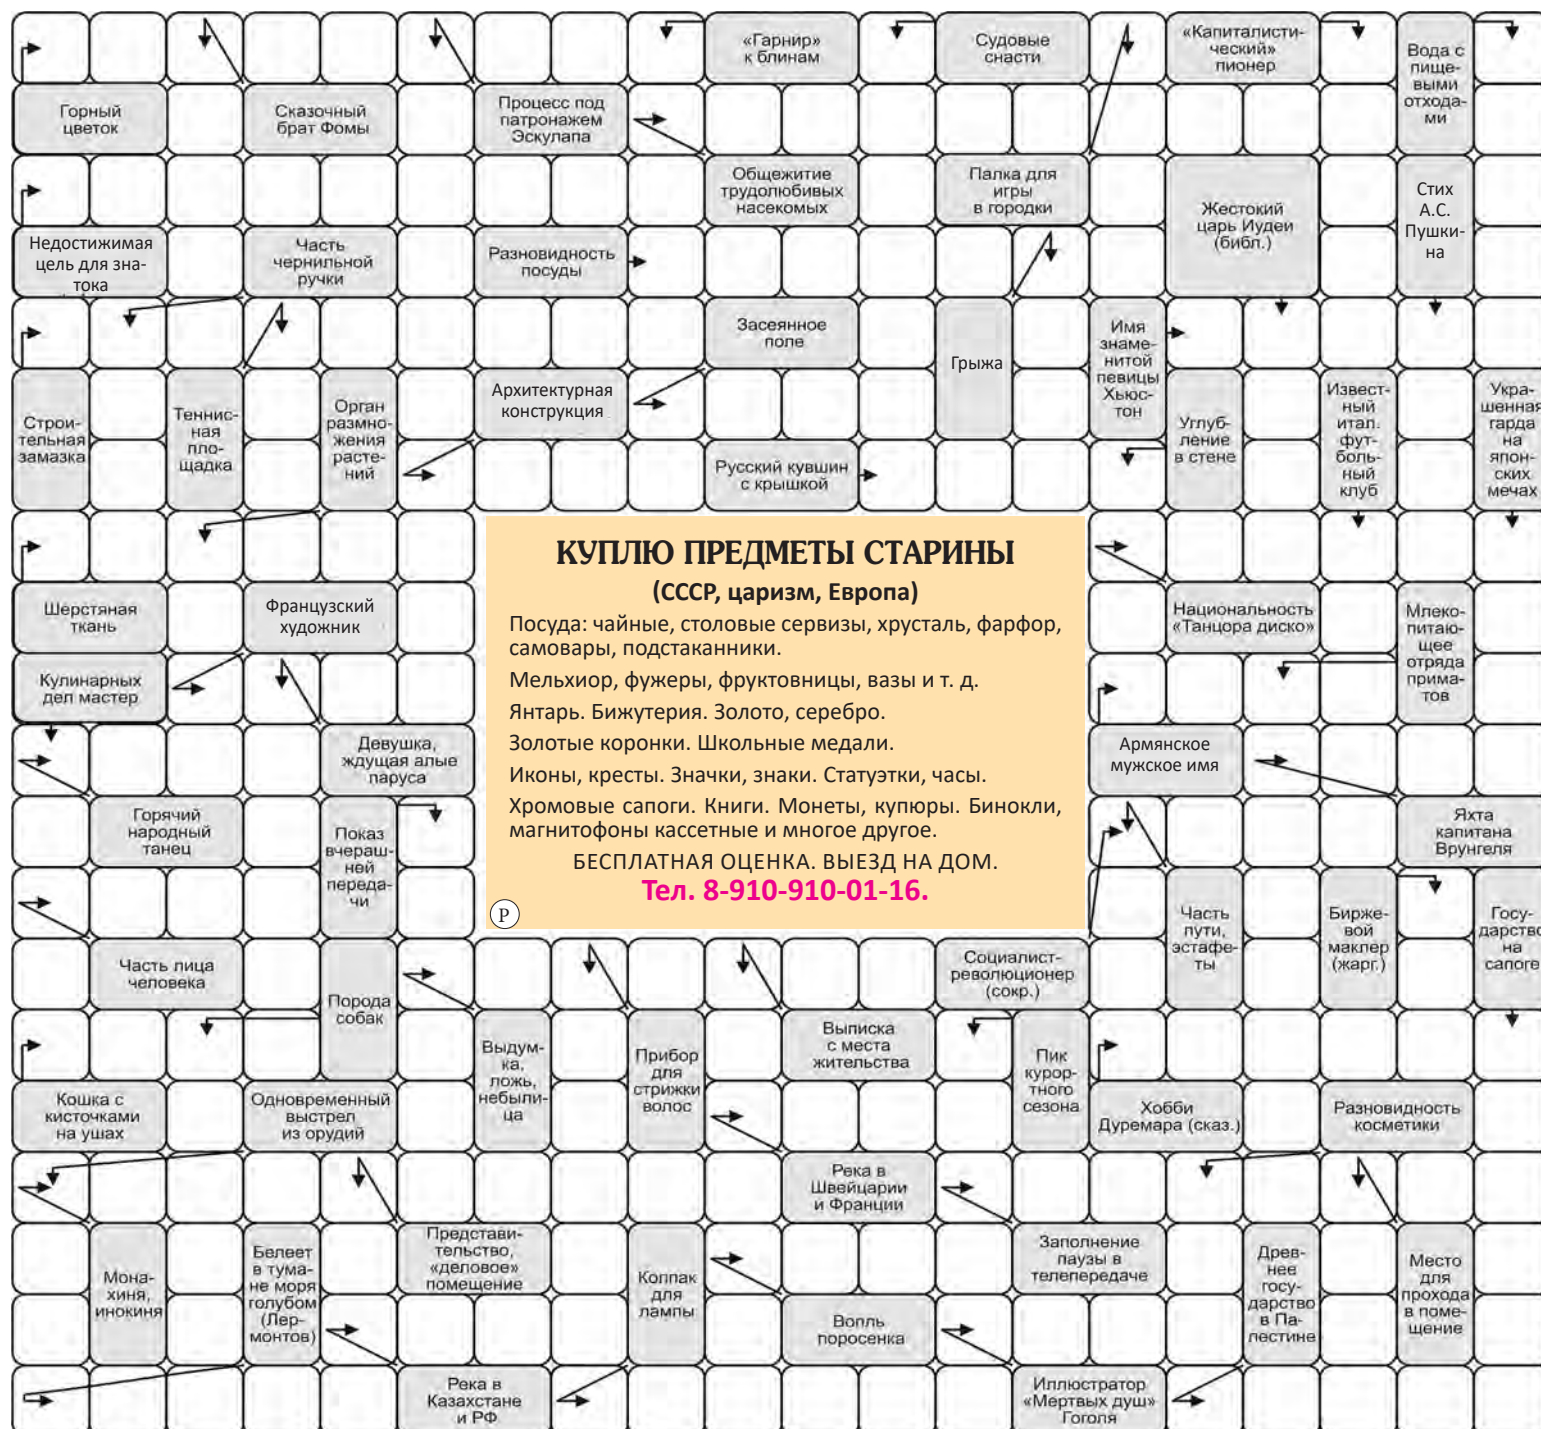 «Гарнир»
к блинам
Судовые
снасти
«Капиталисти-
ческий»
пионер
Вода с
пище-
выми
отхода-
ми
Горный
цветок
Сказочный
брат Фомы
Процесс под
патронажем
Эскулапа
Общежитие
трудолюбивых
насекомых
Палка для
игры
в городки
Жестокий
царь Иудеи
(библ.)
Стих
А.С.
Пушки-
на
Недостижимая
цель для зна-
тока
Часть
чернильной
ручки
Разновидность
посуды
Засеянное
поле
Грыжа
Имя
знаме-
нитой
певицы
Хьюс-
тон
Строи-
тельная
замазка
Теннис-
ная
пло-
щадка
Орган
размно-
жения
расте-
ний
Архитектурная
конструкция
Углуб-
ление
в стене
Извест-
ный
итал.
фут-
боль-
ный
клуб
Укра-
шенная
гарда
на
япон-
ских
мечах
Русский кувшин
с крышкой
КУПЛЮ ПРЕДМЕТЫ СТАРИНЫ
(СССР, царизм, Европа)
Посуда: чайные, столовые сервизы, хрусталь, фарфор,
самовары, подстаканники.
Мельхиор, фужеры, фруктовницы, вазы и т. д.
Янтарь. Бижутерия. Золото, серебро.
Золотые коронки. Школьные медали.
Иконы, кресты. Значки, знаки. Статуэтки, часы.
Хромовые сапоги. Книги. Монеты, купюры. Бинокли,
магнитофоны кассетные и многое другое.
БЕСПЛАТНАЯ ОЦЕНКА. ВЫЕЗД НА ДОМ.
Тел. 8-910-910-01-16.
Р
Шерстяная
ткань
Французский
художник
Национальность
«Танцора диско»
Млеко-
питаю-
щее
отряда
прима-
тов
Кулинарных
дел мастер
Девушка,
ждущая алые
паруса
Армянское
мужское имя
Горячий
народный
танец
Показ
вчераш-
ней
переда-
чи
Яхта
капитана
Врунгеля
Часть
пути,
эстафе-
ты
Бирже-
вой
маклер
(жарг.)
Госу-
дарство
на
сапоге
Часть лица
человека
Порода
собак
Социалист-
революционер
(сокр.)
Выдум-
ка,
ложь,
небыли-
ца
Прибор
для
стрижки
волос
Выписка
с места
жительства
Пик
курор-
тного
сезона
Кошка с
кисточками
на ушах
Одновременный
выстрел
из орудий
Хобби
Дуремара (сказ.)
Разновидность
косметики
Река в
Швейцарии
и Франции
Мона-
хиня,
инокиня
Белеет
в тума-
не моря
голубом
(Лер-
монтов)
Представи-
тельство,
«деловое»
помещение
Колпак
для
лампы
Заполнение
паузы в
телепередаче
Древ-
нее
госу-
дарство
в Па-
лестине
Место
для
прохода
в поме-
щение
Вопль
поросенка
Река в
Казахстане
и РФ
Иллюстратор
«Мертвых душ»
Гоголя